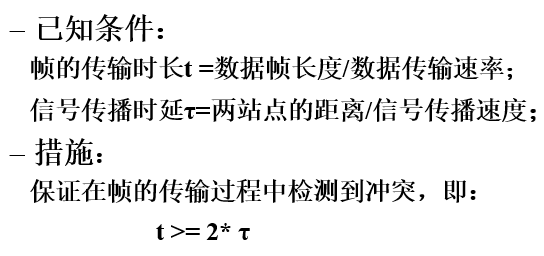 – 已知条件：
帧的传输时长t =数据帧长度/数据传输速率；
信号传播时延τ=两站点的距离/信号传播速度；
– 措施：
保证在帧的传输过程中检测到冲突，即：
t >= 2* τ